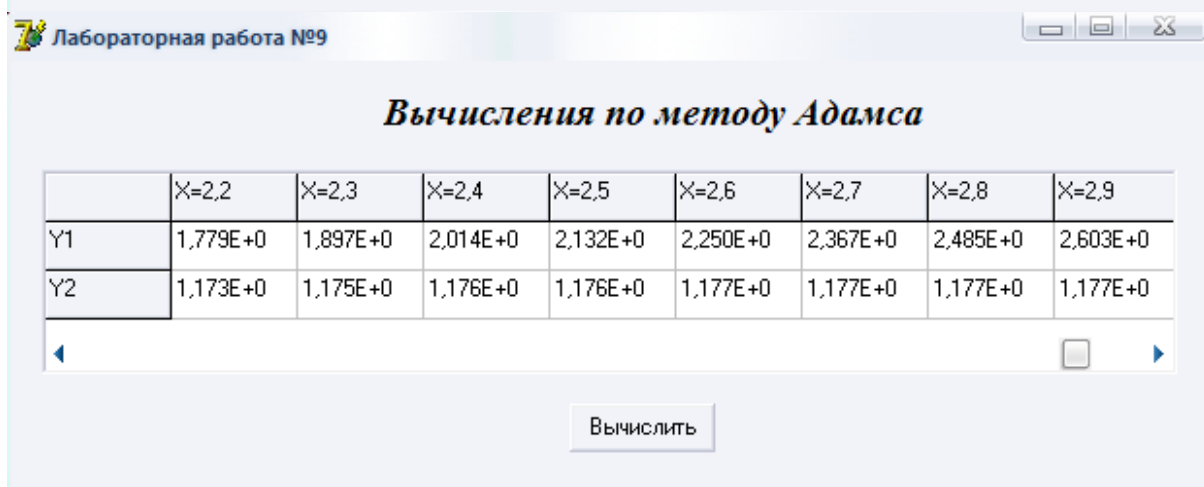 Лабораторная работа №9
Вычисления по методу Адамса
X=2,2 X=2,3 X=2,4 X=2,5 X=2,6 X=2,7 X=2,8 X=2,9
Y1 1,779E+0 1,897E+0 2,014E+0 2,132E+0 2,250E+0 2,367E+0 2,485E+0 2,603E+0
Y2 1,173E+0 1,175E+0 1,176E+0 1,176E+0 1,177E+0 1,177E+0 1,177E+0 1,177E+0
Вычислить